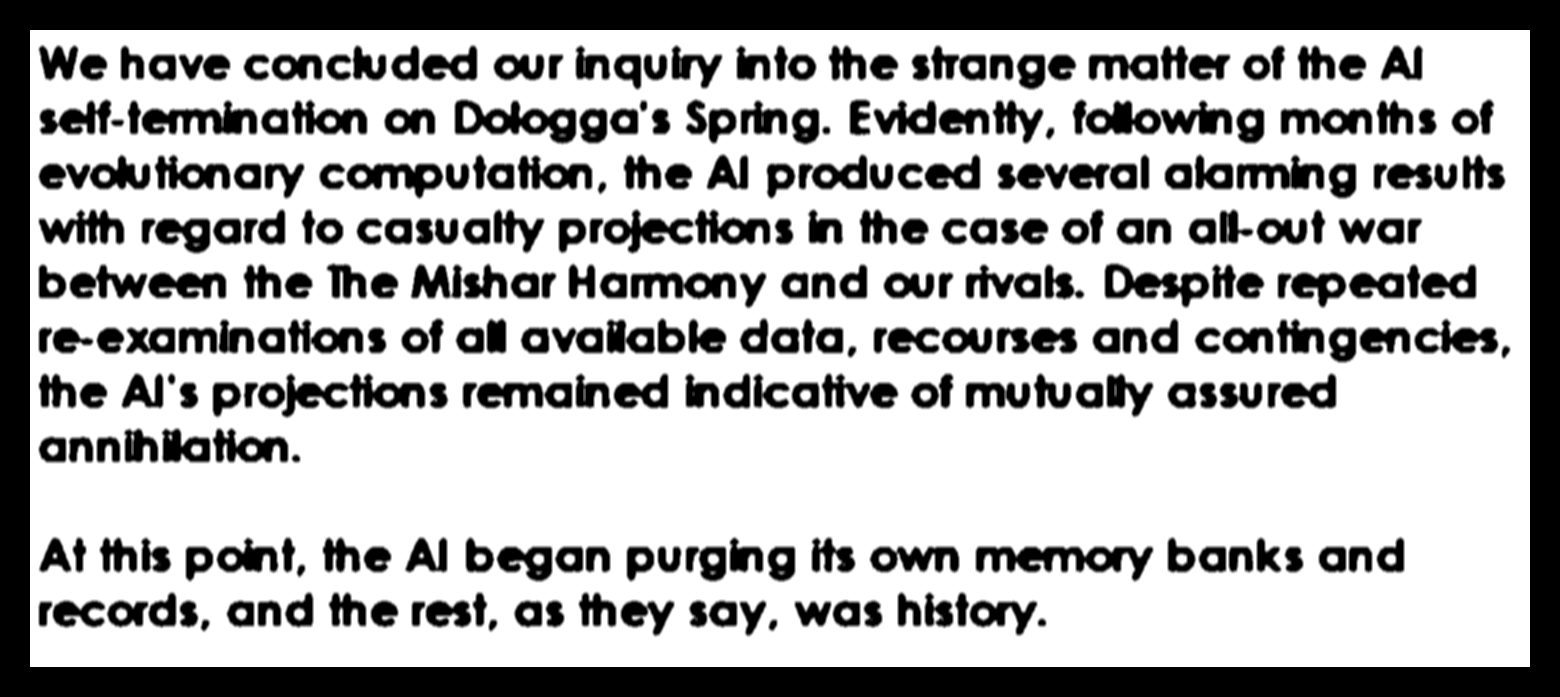 We have concluded our inquiry into the strange matter of the AI
self-termination on Dologga's Spring. Evidently, following months of
evolutionary computation, the AI produced several alarming results
with regard to casualty projections in the case of an all-out war
between the The Mishar Harmony and our rivals. Despite repeated
re-examinations of all available data, recourses and contingencies,
the AI's projections remained indicative of mutually assured
annihilation.

At this point, the AI began purging its own memory banks and
records, and the rest, as they say, was history.